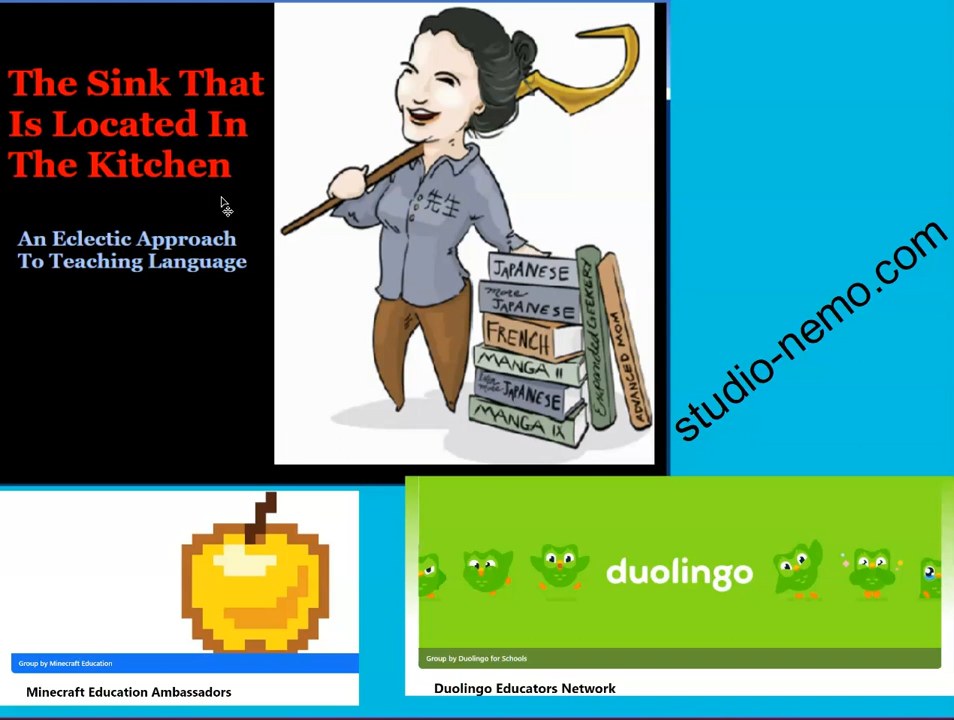 The Sink That
Is Located In
The Kitchen
An Eclectic Approach
To Teaching Language
先生
JAPANESE
more JAPANESE
FRENCH
MANGA II
Even more JAPANESE
MANGA IX
Expanded GEEKERY
ADVANCED MOM
studio-nemo.com
Group by Minecraft Education
Minecraft Education Ambassadors
duolingo
Group by Duolingo for Schools
Duolingo Educators Network